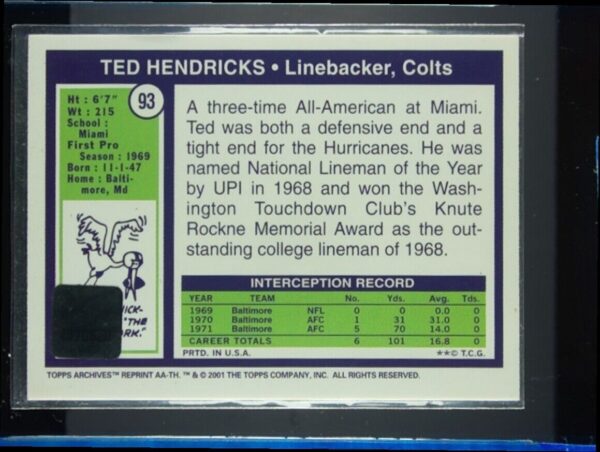 TED HENDRICKS • Linebacker, Colts
93
Ht : 6'7"
Wt : 215
School :
Miami
First Pro
Season : 1969
Born : 11-1-47
Home : Balti-
more, Md
A three-time All-American at Miami.
Ted was both a defensive end and a
tight end for the Hurricanes. He was
named National Lineman of the Year
by UPI in 1968 and won the Wash-
ington Touchdown Club's Knute
Rockne Memorial Award as the out-
standing college lineman of 1968.
"THE
INTERCEPTION RECORD
YEAR TEAM No. Yds. Avg. Tds.
1969 Baltimore NFL 0 0 0.0 0
1970 Baltimore AFC 1 31 31.0 0
1971 Baltimore AFC 5 70 14.0 0
CAREER TOTALS 6 101 16.8 0
PRTD. IN U.S.A. ★★© T.C.G.
TOPPS ARCHIVES™ REPRINT AA-TH. ™ & © 2001 THE TOPPS COMPANY, INC. ALL RIGHTS RESERVED.